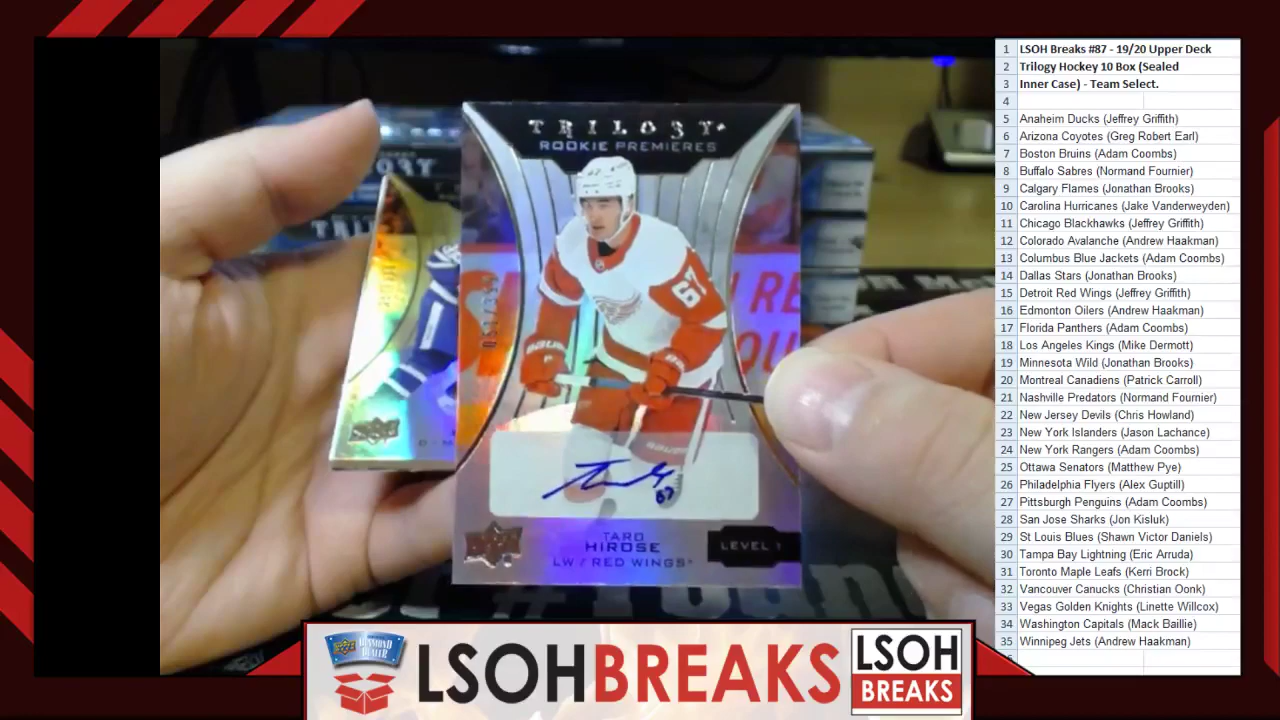 TRILOGY
ROOKIE PREMIERES
67
BAUER
67
TARO
HIROSE
LW / RED WINGS
LEVEL 1
1 LSOH Breaks #87 - 19/20 Upper Deck
2 Trilogy Hockey 10 Box (Sealed
3 Inner Case) - Team Select.
4
5 Anaheim Ducks (Jeffrey Griffith)
6 Arizona Coyotes (Greg Robert Earl)
7 Boston Bruins (Adam Coombs)
8 Buffalo Sabres (Normand Fournier)
9 Calgary Flames (Jonathan Brooks)
10 Carolina Hurricanes (Jake Vanderweyden)
11 Chicago Blackhawks (Jeffrey Griffith)
12 Colorado Avalanche (Andrew Haakman)
13 Columbus Blue Jackets (Adam Coombs)
14 Dallas Stars (Jonathan Brooks)
15 Detroit Red Wings (Jeffrey Griffith)
16 Edmonton Oilers (Andrew Haakman)
17 Florida Panthers (Adam Coombs)
18 Los Angeles Kings (Mike Dermott)
19 Minnesota Wild (Jonathan Brooks)
20 Montreal Canadiens (Patrick Carroll)
21 Nashville Predators (Normand Fournier)
22 New Jersey Devils (Chris Howland)
23 New York Islanders (Jason Lachance)
24 New York Rangers (Adam Coombs)
25 Ottawa Senators (Matthew Pye)
26 Philadelphia Flyers (Alex Guptill)
27 Pittsburgh Penguins (Adam Coombs)
28 San Jose Sharks (Jon Kisluk)
29 St Louis Blues (Shawn Victor Daniels)
30 Tampa Bay Lightning (Eric Arruda)
31 Toronto Maple Leafs (Kerri Brock)
32 Vancouver Canucks (Christian Oonk)
33 Vegas Golden Knights (Linette Willcox)
34 Washington Capitals (Mack Baillie)
35 Winnipeg Jets (Andrew Haakman)
DIAMOND
DEALER
LSOHBREAKS
LSOH
BREAKS